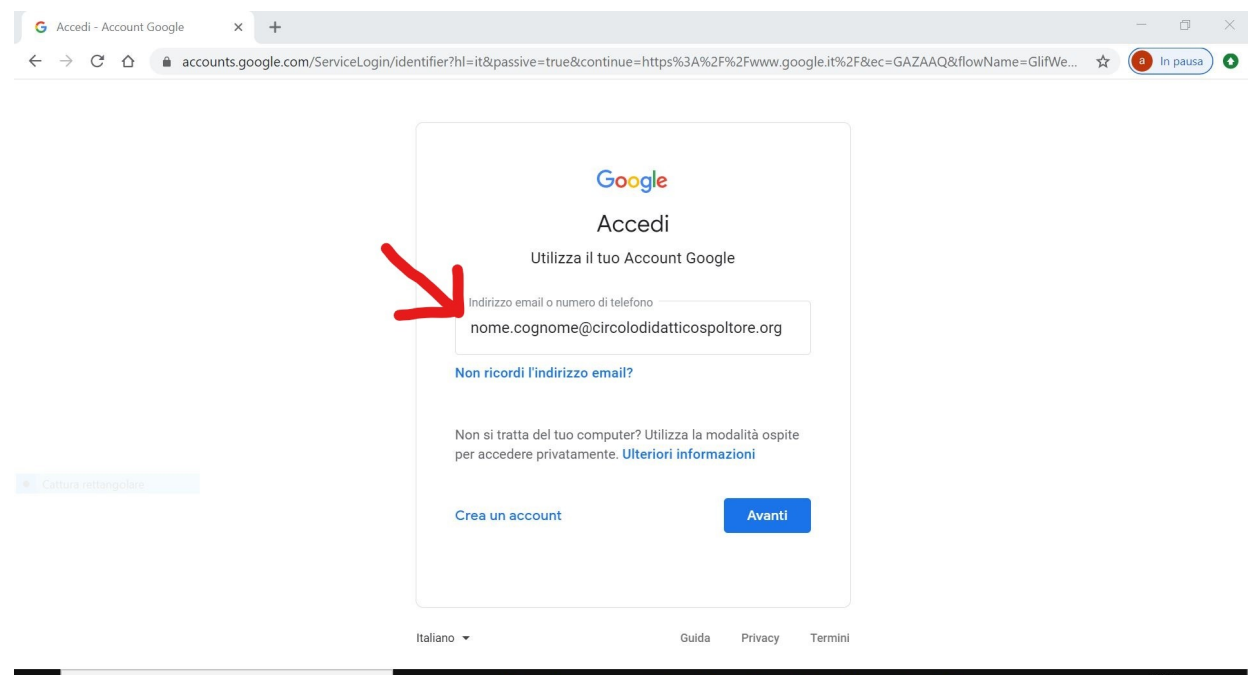 Accedi - Account Google
accounts.google.com/ServiceLogin/identifier?hl=it&passive=true&continue=https%3A%2F%2Fwww.google.it%2F&ec=GAZAAQ&flowName=GlifWe...
a In pausa
Google
Accedi
Utilizza il tuo Account Google
Indirizzo email o numero di telefono
nome.cognome@circolodidatticospoltore.org
Non ricordi l'indirizzo email?
Non si tratta del tuo computer? Utilizza la modalità ospite
per accedere privatamente. Ulteriori informazioni
Cattura rettangolare
Crea un account
Avanti
Italiano
Guida Privacy Termini